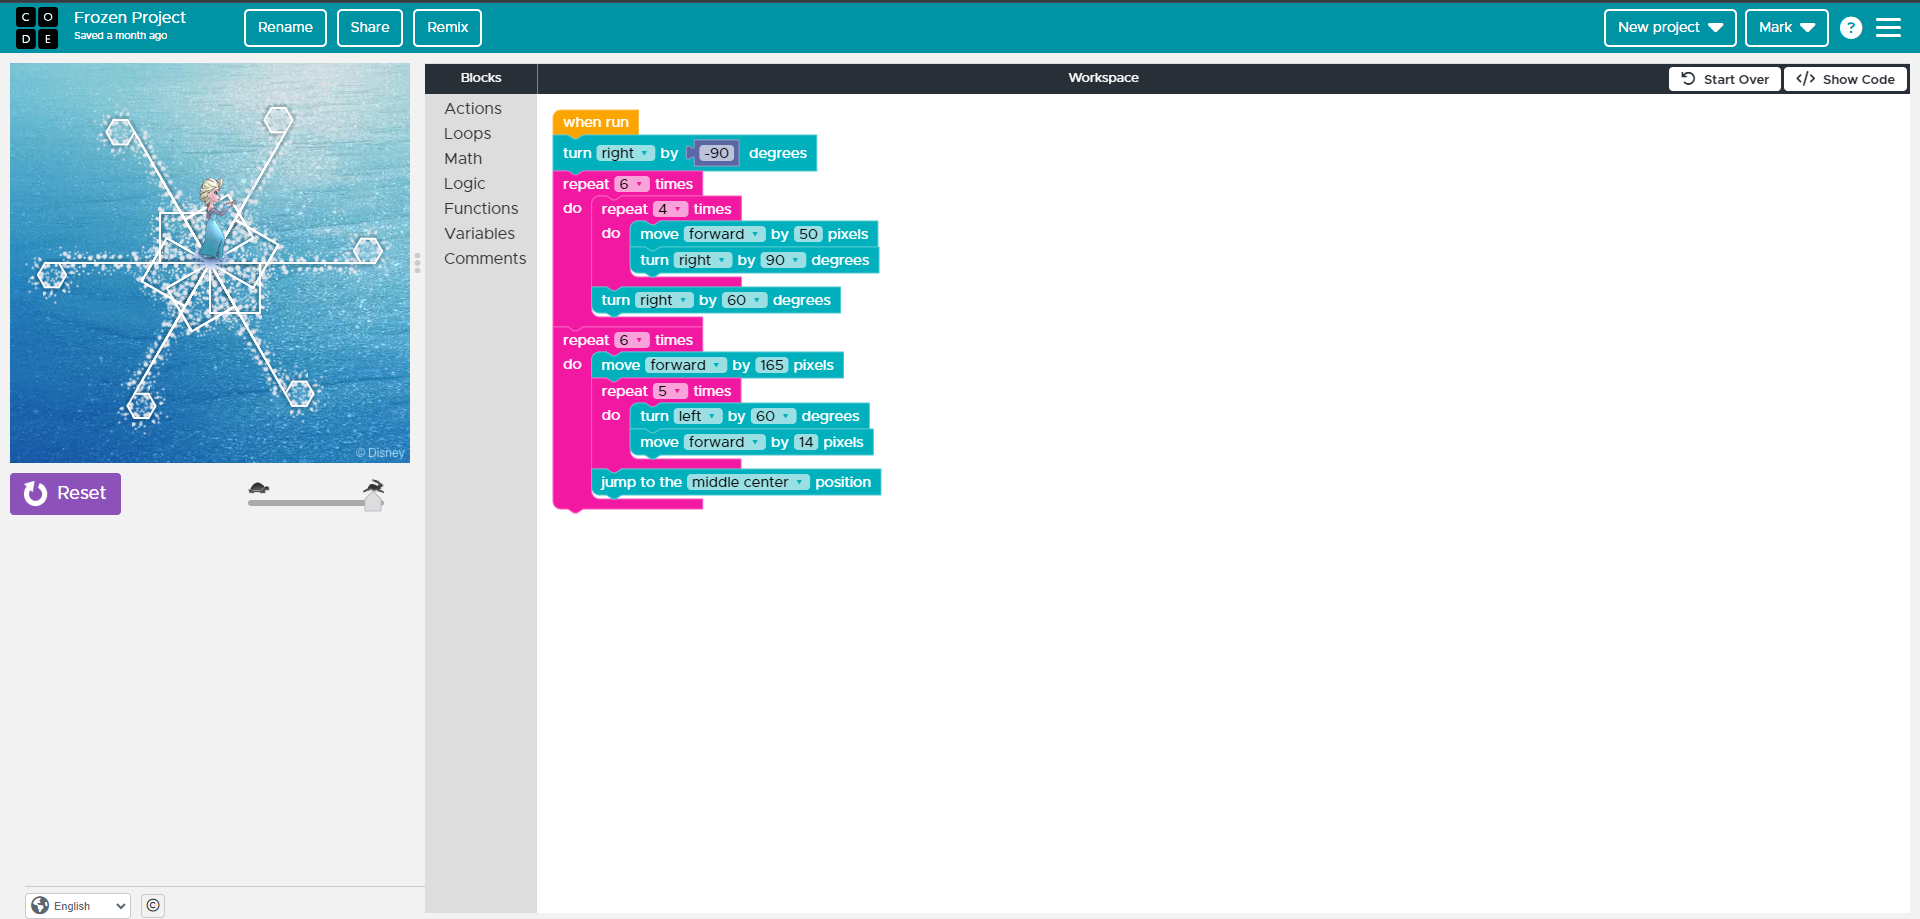 CODE
Frozen Project
Saved a month ago
Rename
Share
Remix
New project
Mark
?
Blocks
Workspace
Start Over
</> Show Code
Actions
Loops
Math
Logic
Functions
Variables
Comments
when run
turn right by -90 degrees
repeat 6 times
do repeat 4 times
do move forward by 50 pixels
turn right by 90 degrees
turn right by 60 degrees
repeat 6 times
do move forward by 165 pixels
repeat 5 times
do turn left by 60 degrees
move forward by 14 pixels
jump to the middle center position
© Disney
Reset
English
©